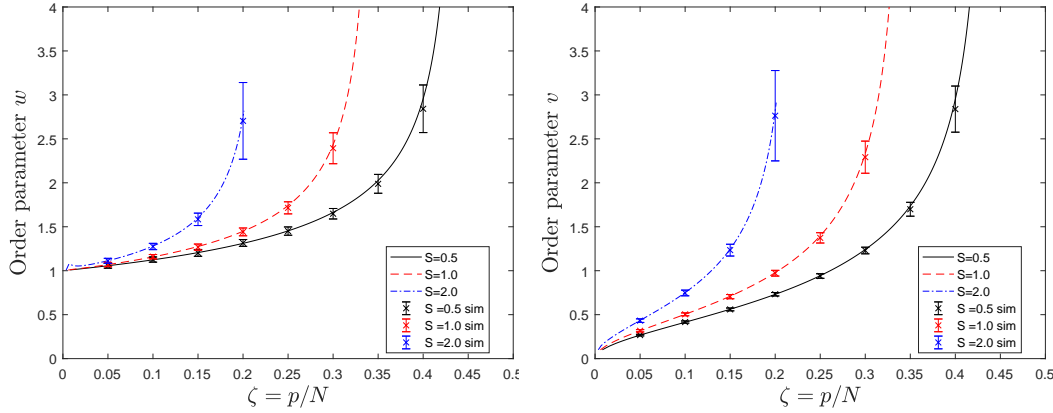 4
3.5
3
2.5
2
1.5
1
0.5
0
Order parameter w
0 0.05 0.1 0.15 0.2 0.25 0.3 0.35 0.4 0.45 0.5
ζ = p/N
S=0.5
S=1.0
S=2.0
S =0.5 sim
S =1.0 sim
S =2.0 sim
4
3.5
3
2.5
2
1.5
1
0.5
0
Order parameter v
0 0.05 0.1 0.15 0.2 0.25 0.3 0.35 0.4 0.45 0.5
ζ = p/N
S=0.5
S=1.0
S=2.0
S =0.5 sim
S =1.0 sim
S =2.0 sim